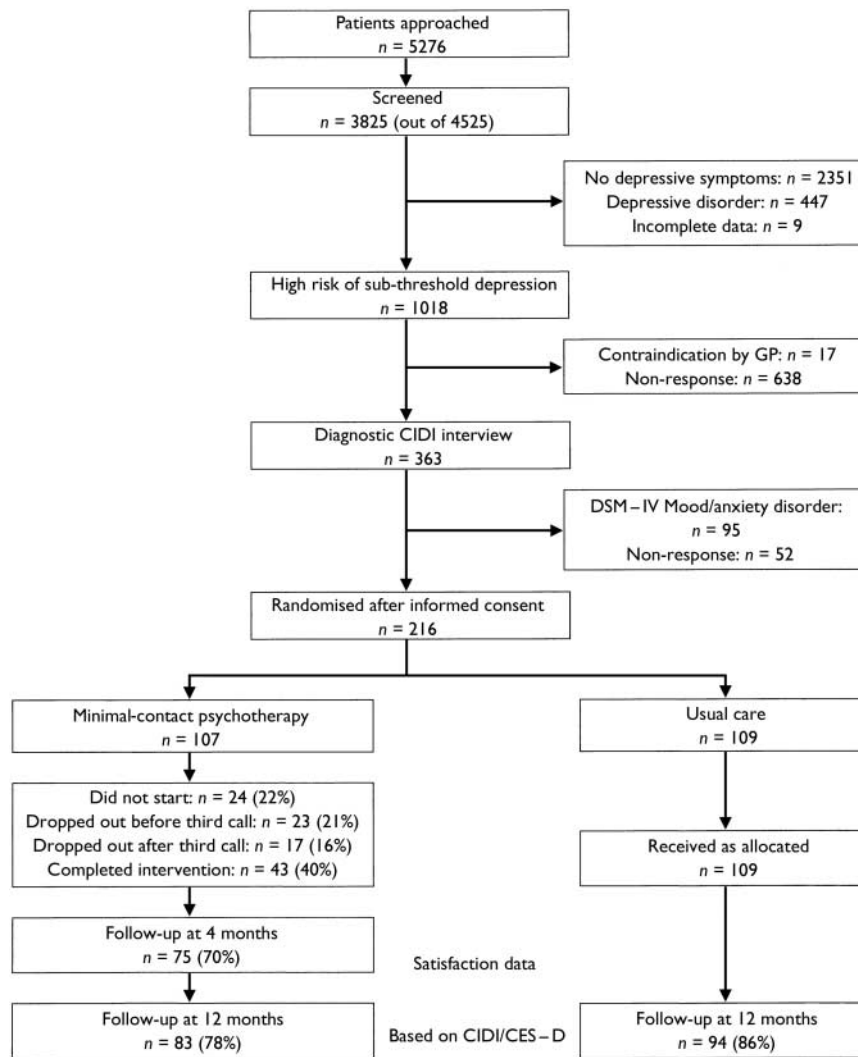 Patients approached
n = 5276
Screened
n = 3825 (out of 4525)
No depressive symptoms: n = 2351
Depressive disorder: n = 447
Incomplete data: n = 9
High risk of sub-threshold depression
n = 1018
Contraindication by GP: n = 17
Non-response: n = 638
Diagnostic CIDI interview
n = 363
DSM–IV Mood/anxiety disorder:
n = 95
Non-response: n = 52
Randomised after informed consent
n = 216
Minimal-contact psychotherapy
n = 107
Usual care
n = 109
Did not start: n = 24 (22%)
Dropped out before third call: n = 23 (21%)
Dropped out after third call: n = 17 (16%)
Completed intervention: n = 43 (40%)
Received as allocated
n = 109
Follow-up at 4 months
n = 75 (70%)
Satisfaction data
Follow-up at 12 months
n = 83 (78%)
Based on CIDI/CES–D
Follow-up at 12 months
n = 94 (86%)